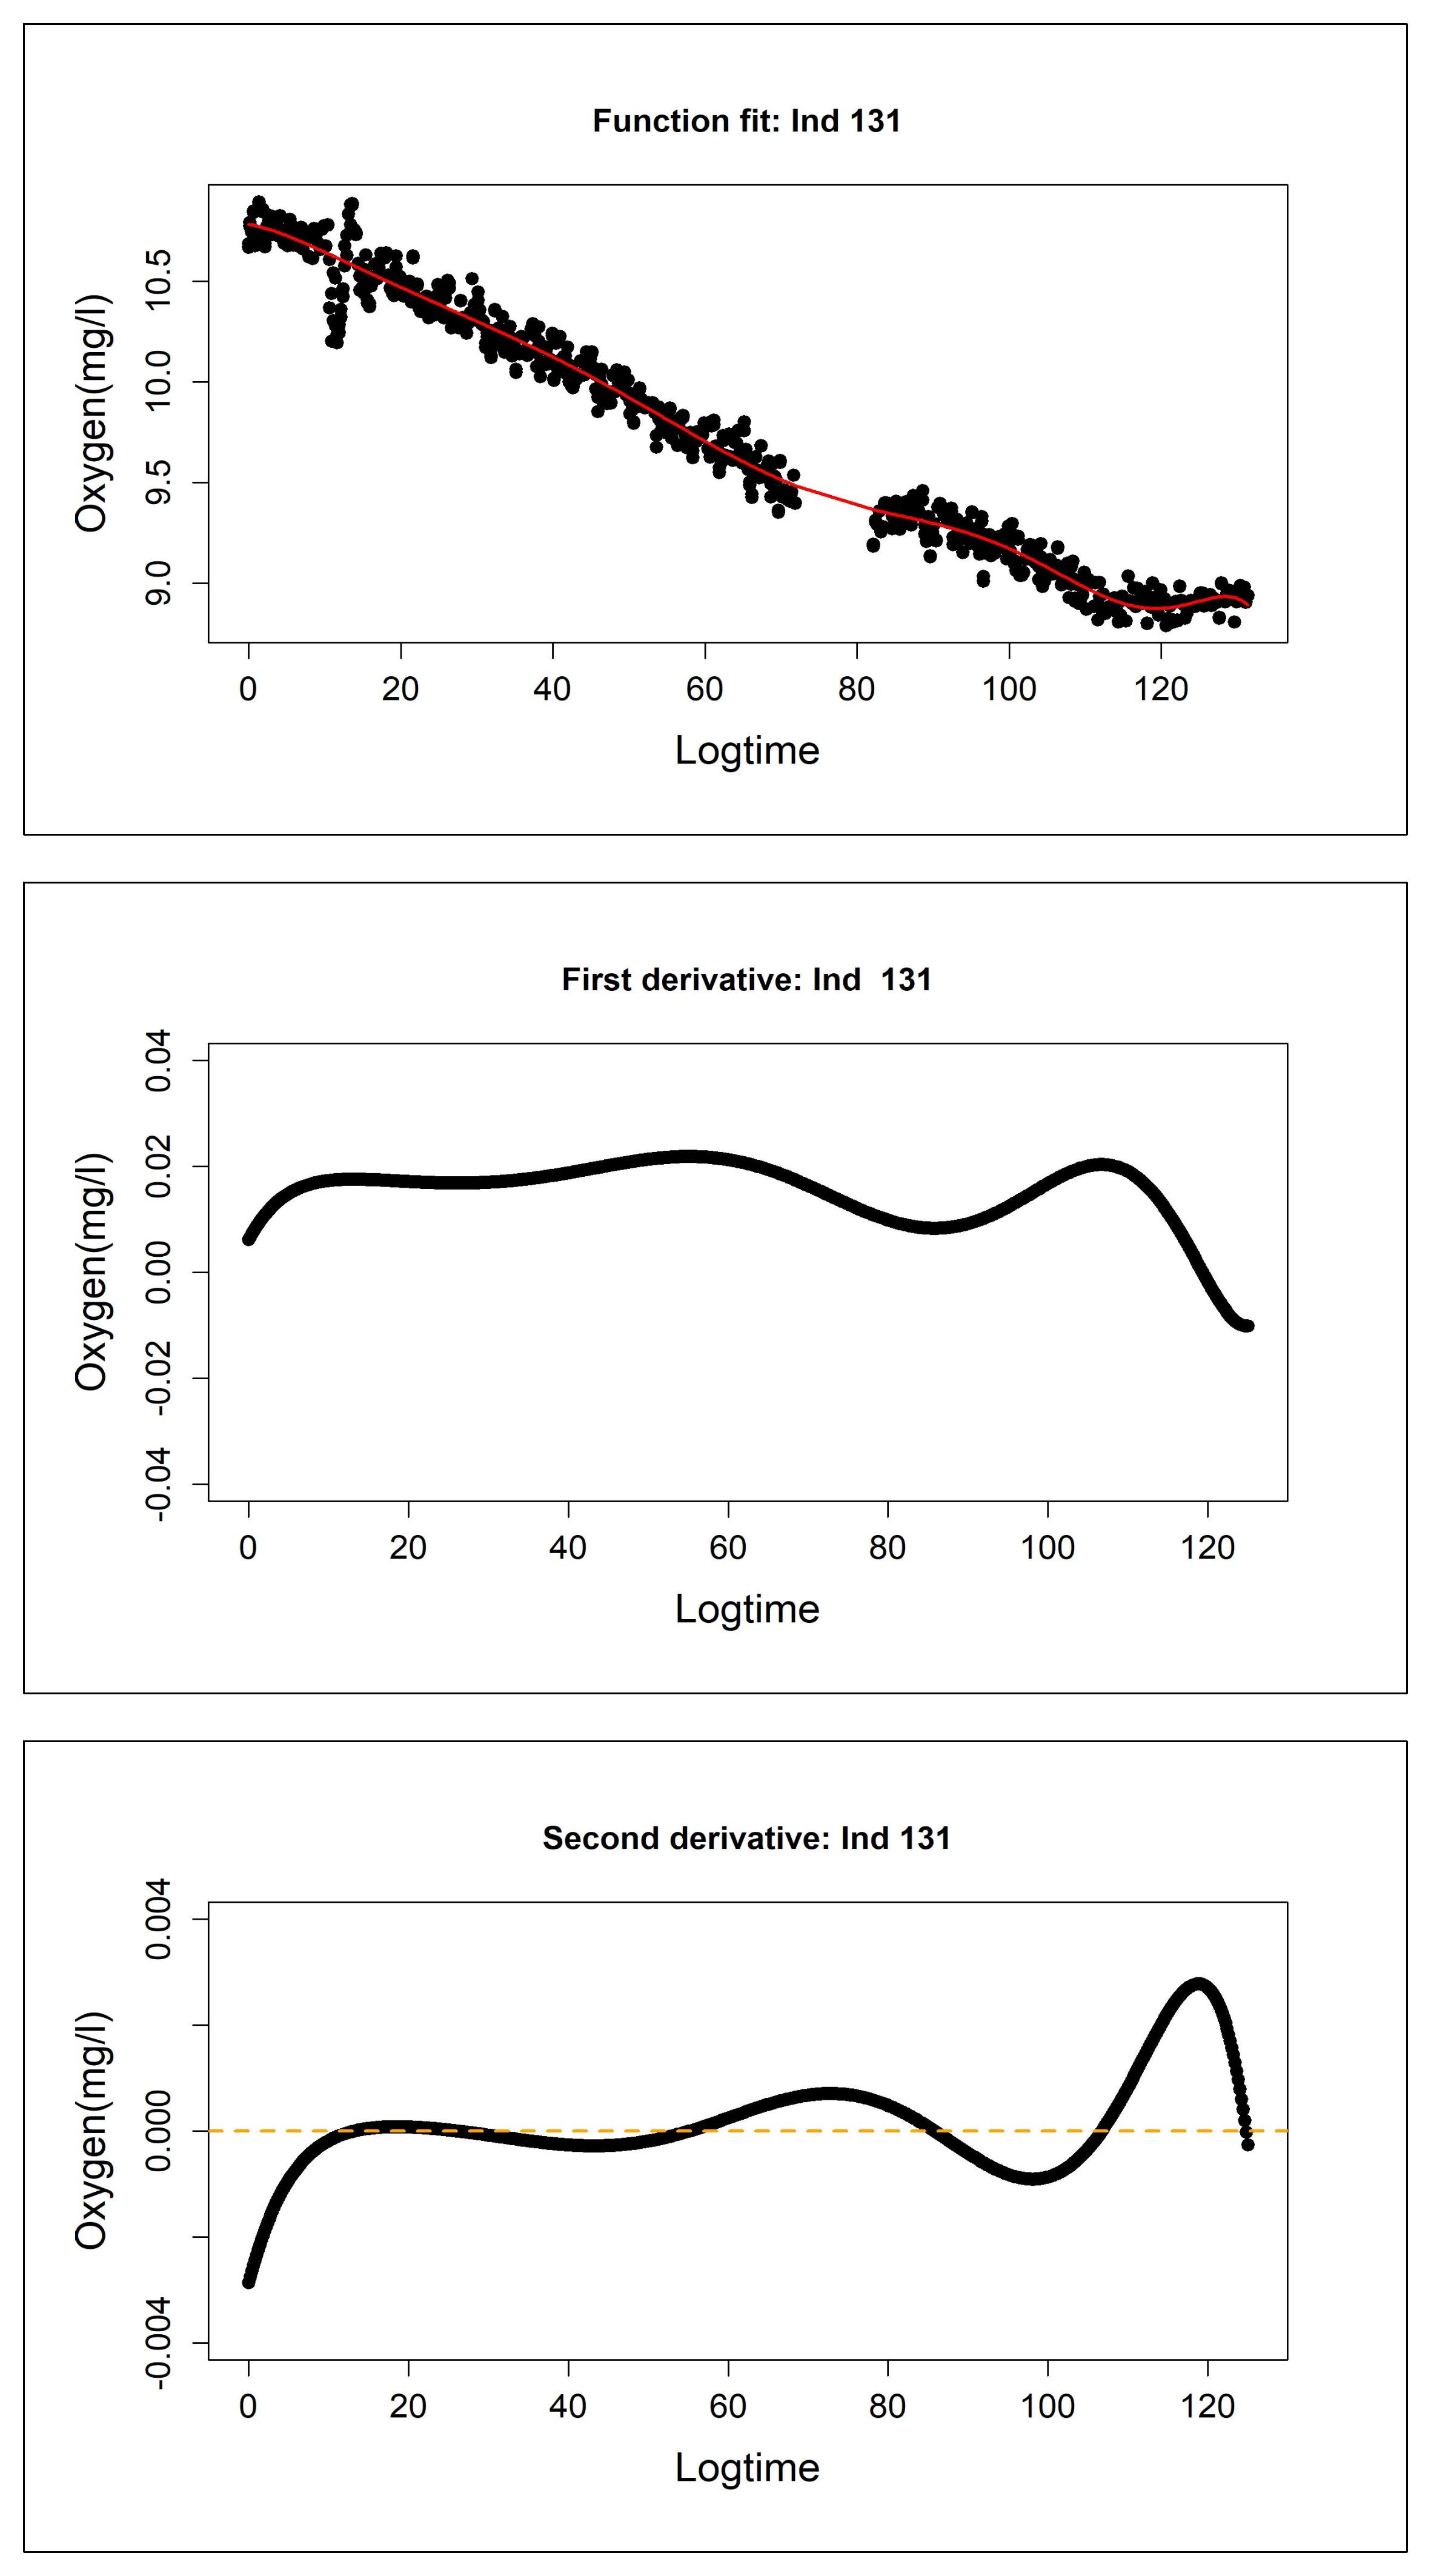 Function fit: Ind 131
Oxygen(mg/l)
10.5
10.0
9.5
9.0
0 20 40 60 80 100 120
Logtime
First derivative: Ind  131
Oxygen(mg/l)
0.04
0.02
0.00
-0.02
-0.04
0 20 40 60 80 100 120
Logtime
Second derivative: Ind 131
Oxygen(mg/l)
0.004
0.000
-0.004
0 20 40 60 80 100 120
Logtime